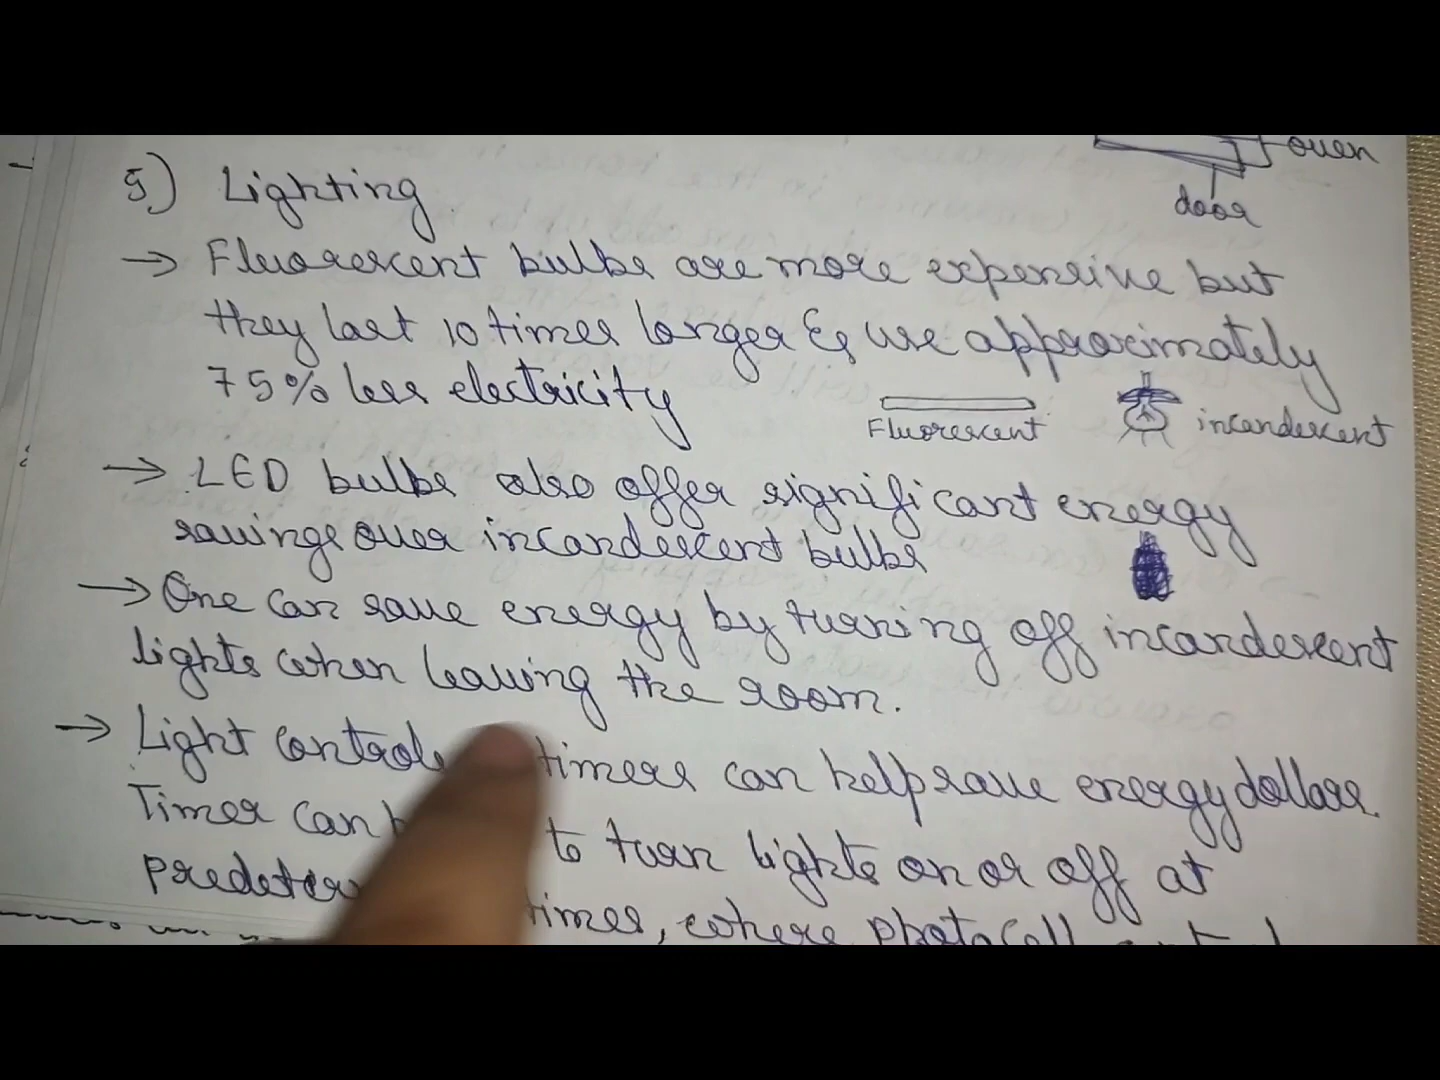 oven
door
5) Lighting
→ Fluorescent bulbs are more expensive but
they last 10 times longer & use approximately
75% less electricity
Fluorescent
incandescent
→ LED bulbs also offer significant energy
savings over incandescent bulbs
→ One can save energy by turning off incandescent
lights when leaving the room.
→ Light controls timers can help save energy dollars.
Timer can to turn lights on or off at
times, where photocell